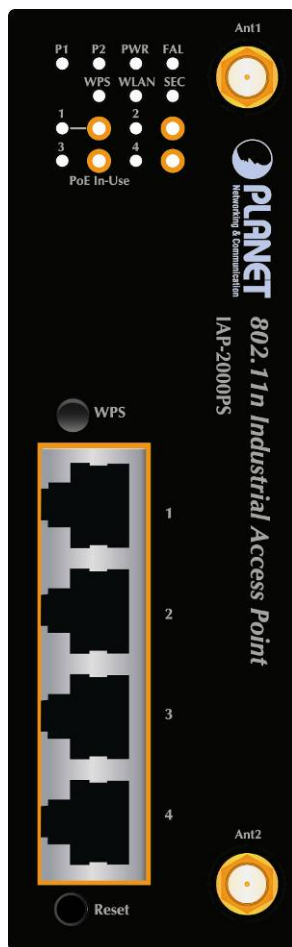 P1 P2 PWR FAL
WPS WLAN SEC
1 2
3 4
PoE In-Use
Ant1
PLANET
Networking & Communication
802.11n Industrial Access Point
IAP-2000PS
WPS
1
2
3
4
Ant2
Reset